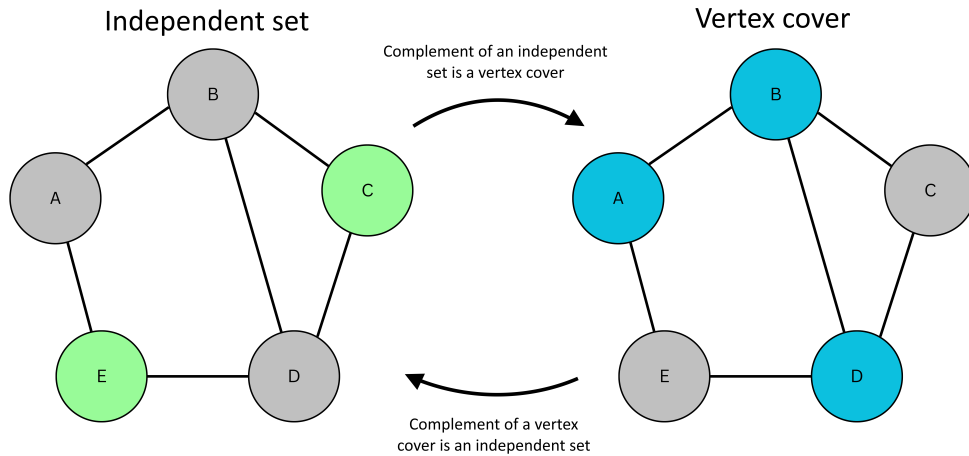 Independent set
Vertex cover
Complement of an independent
set is a vertex cover
B
A
C
E
D
B
A
C
E
D
Complement of a vertex
cover is an independent set